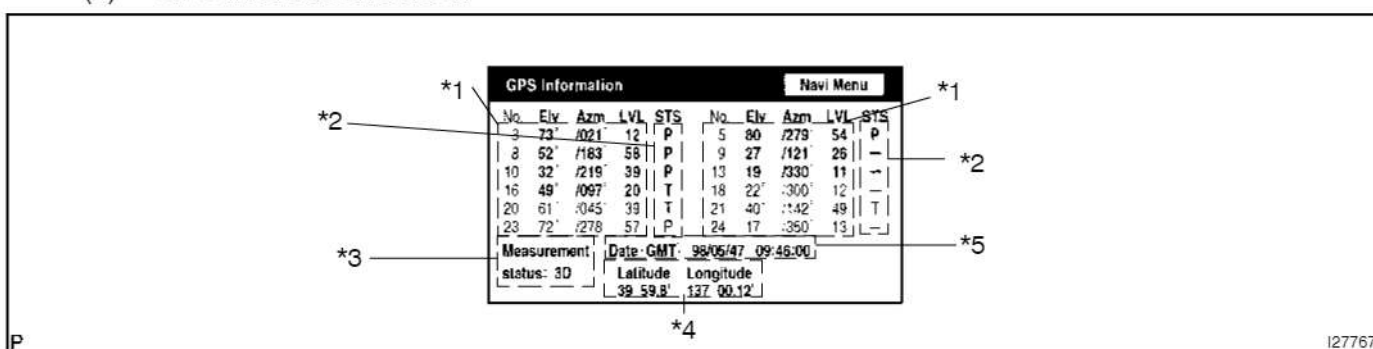 GPS Information Navi Menu
*1 *1
No. Elv Azm LVL STS No. Elv Azm LVL STS
*2
3 73° /021° 12 P 5 80 /279° 54 P
8 52° /183° 58 P 9 27 /121° 26 –
*2
10 32° /219° 39 P 13 19 /330° 11 –
16 49° /097° 20 T 18 22° /300° 12 –
20 61° /045° 39 T 21 40° /142° 49 T
23 72° /278 57 P 24 17 /350° 13 –
*3 Measurement Date·GMT· 98/05/47 09:46:00 *5
status: 3D Latitude Longitude
39 59.8' 137 00.12'
*4
P I27767